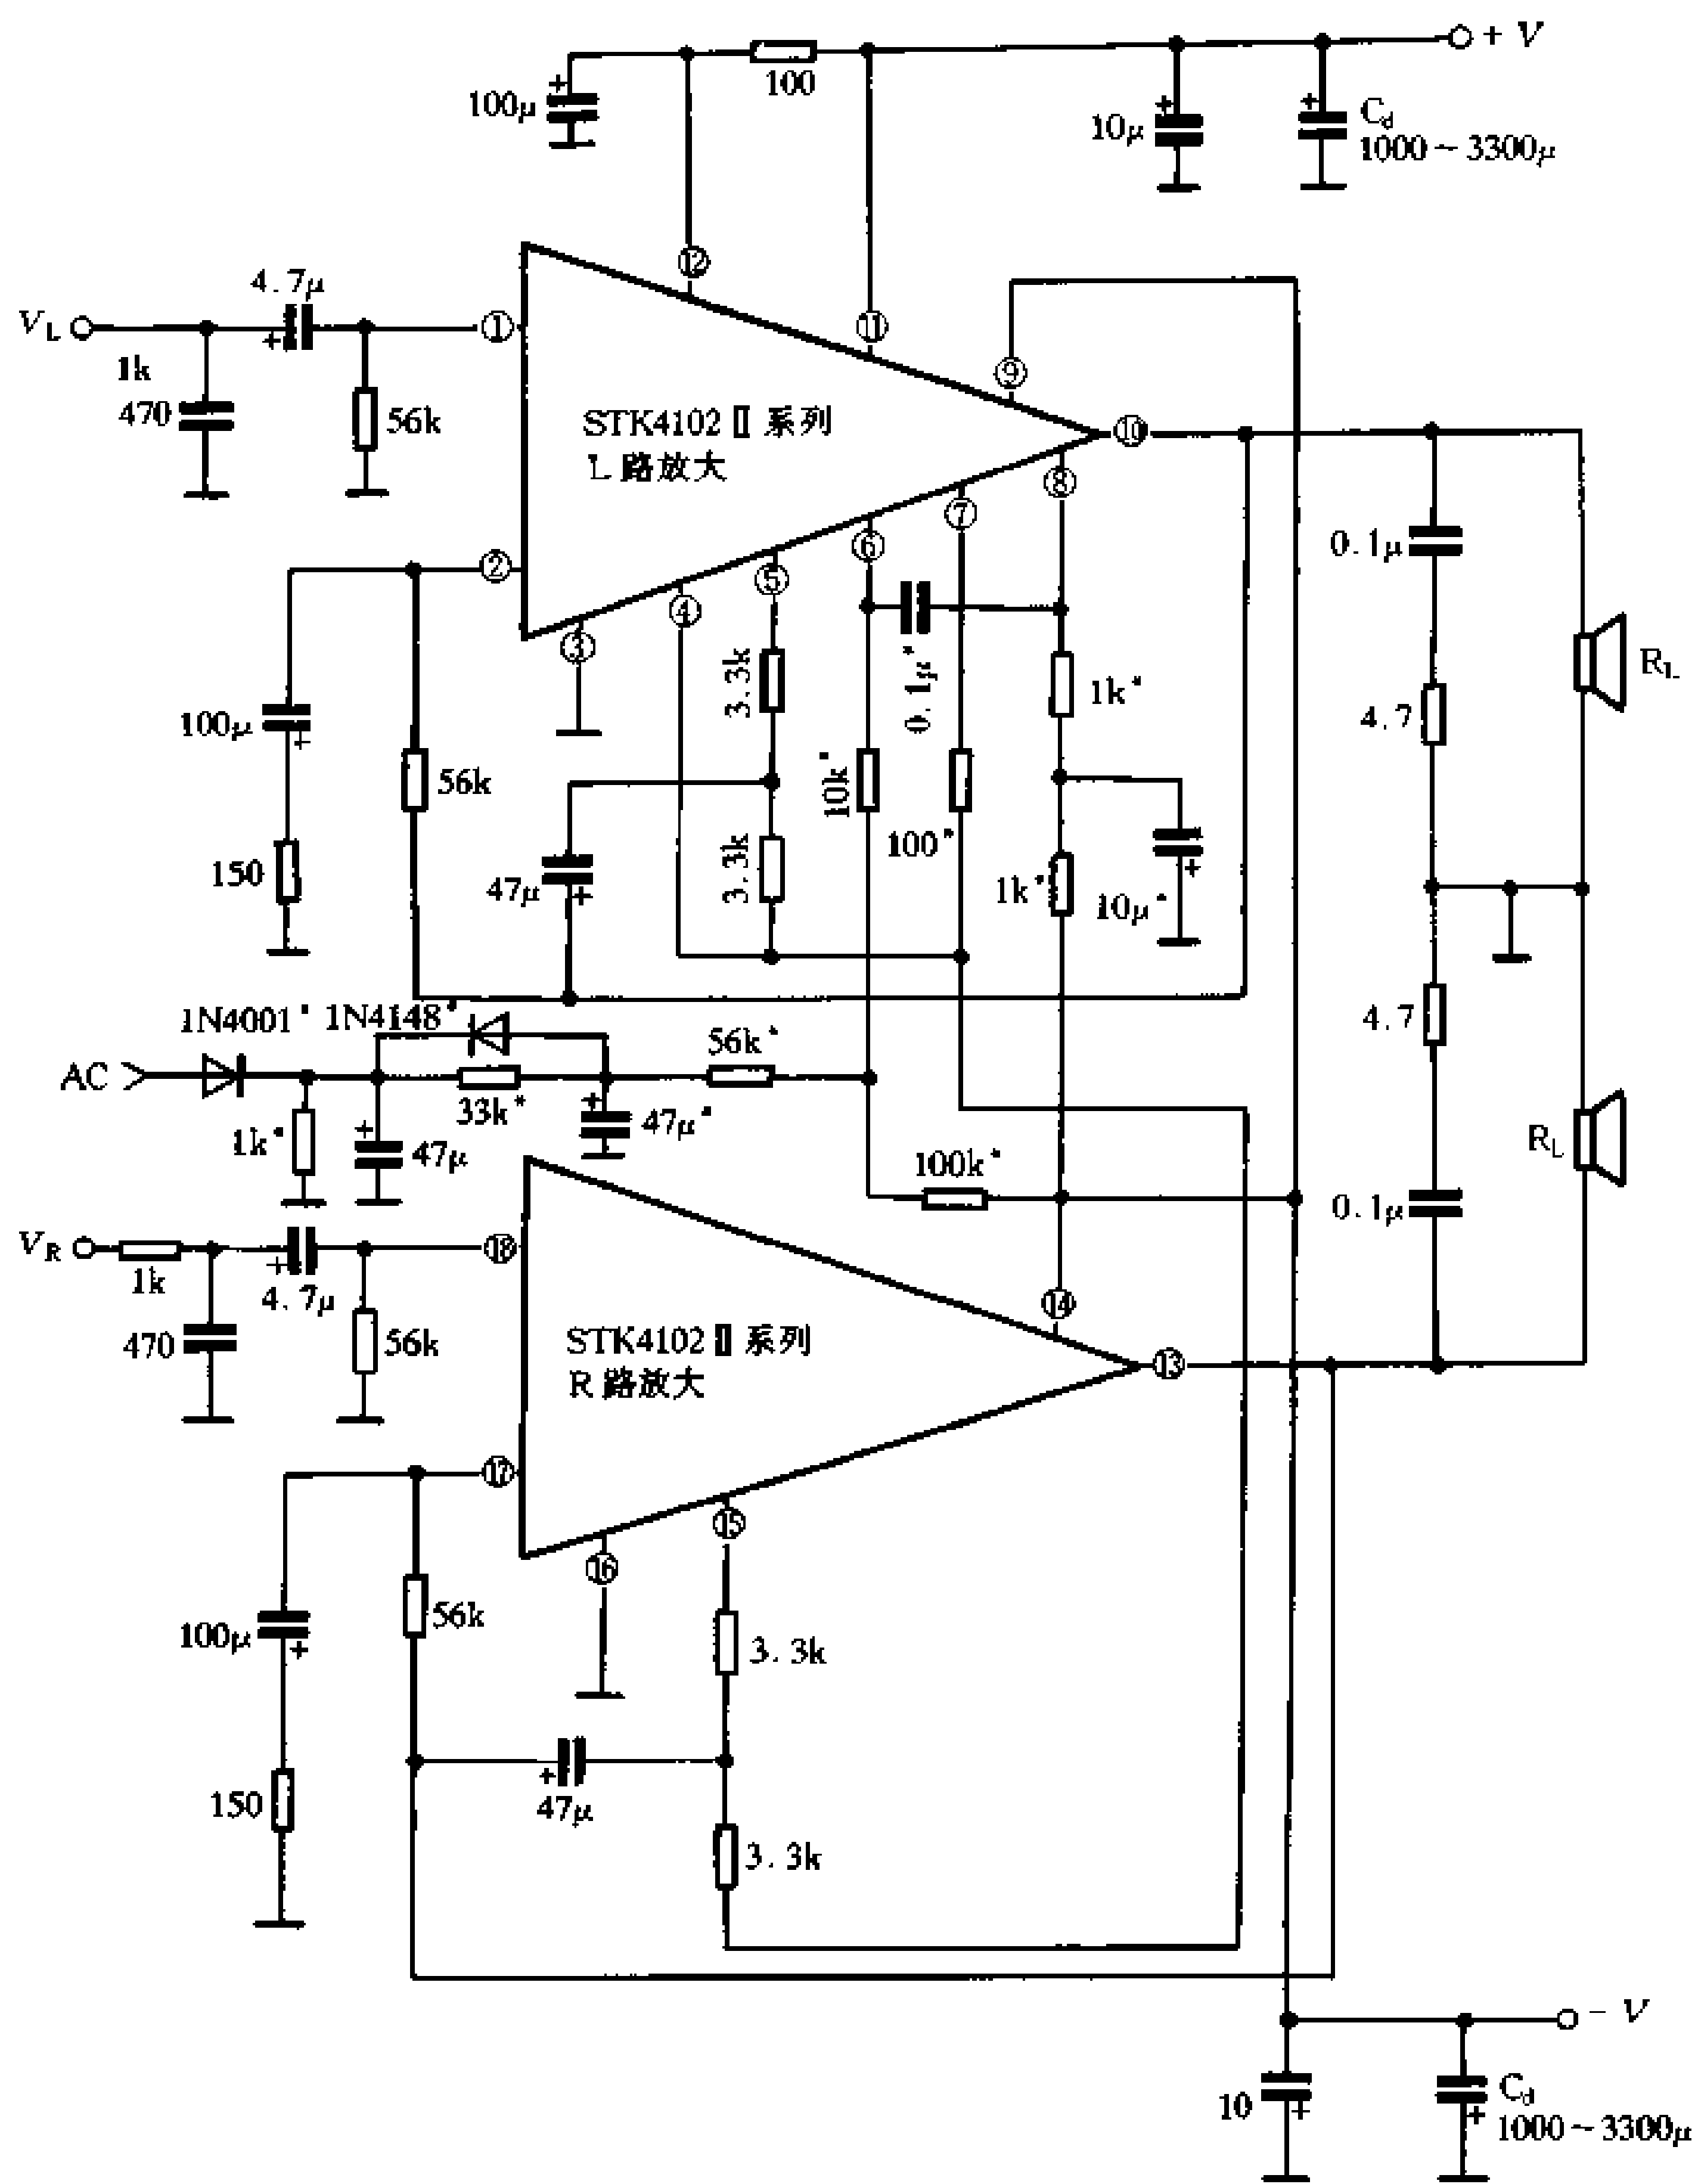 + V
100μ
100
10μ
Cd
1000~3300μ
⑫
4.7μ
VL
①
⑪
1k
470
56k
⑨
STK4102Ⅱ系列
L路放大
⑩
⑧
⑦
⑥
②
⑤
④
③
0.1μ
RL
3.3k
0.1μ*
1k*
4.7
100μ
56k
10k*
100*
150
47μ
3.3k
1k*
10μ*
1N4001*
1N4148*
56k*
4.7
AC
33k*
47μ*
1k*
47μ
100k*
RL
0.1μ
VR
1k
4.7μ
⑱
470
56k
⑭
STK4102Ⅱ系列
R路放大
⑬
⑰
⑮
⑯
100μ
56k
3.3k
150
47μ
3.3k
- V
10
Cd
1000~3300μ